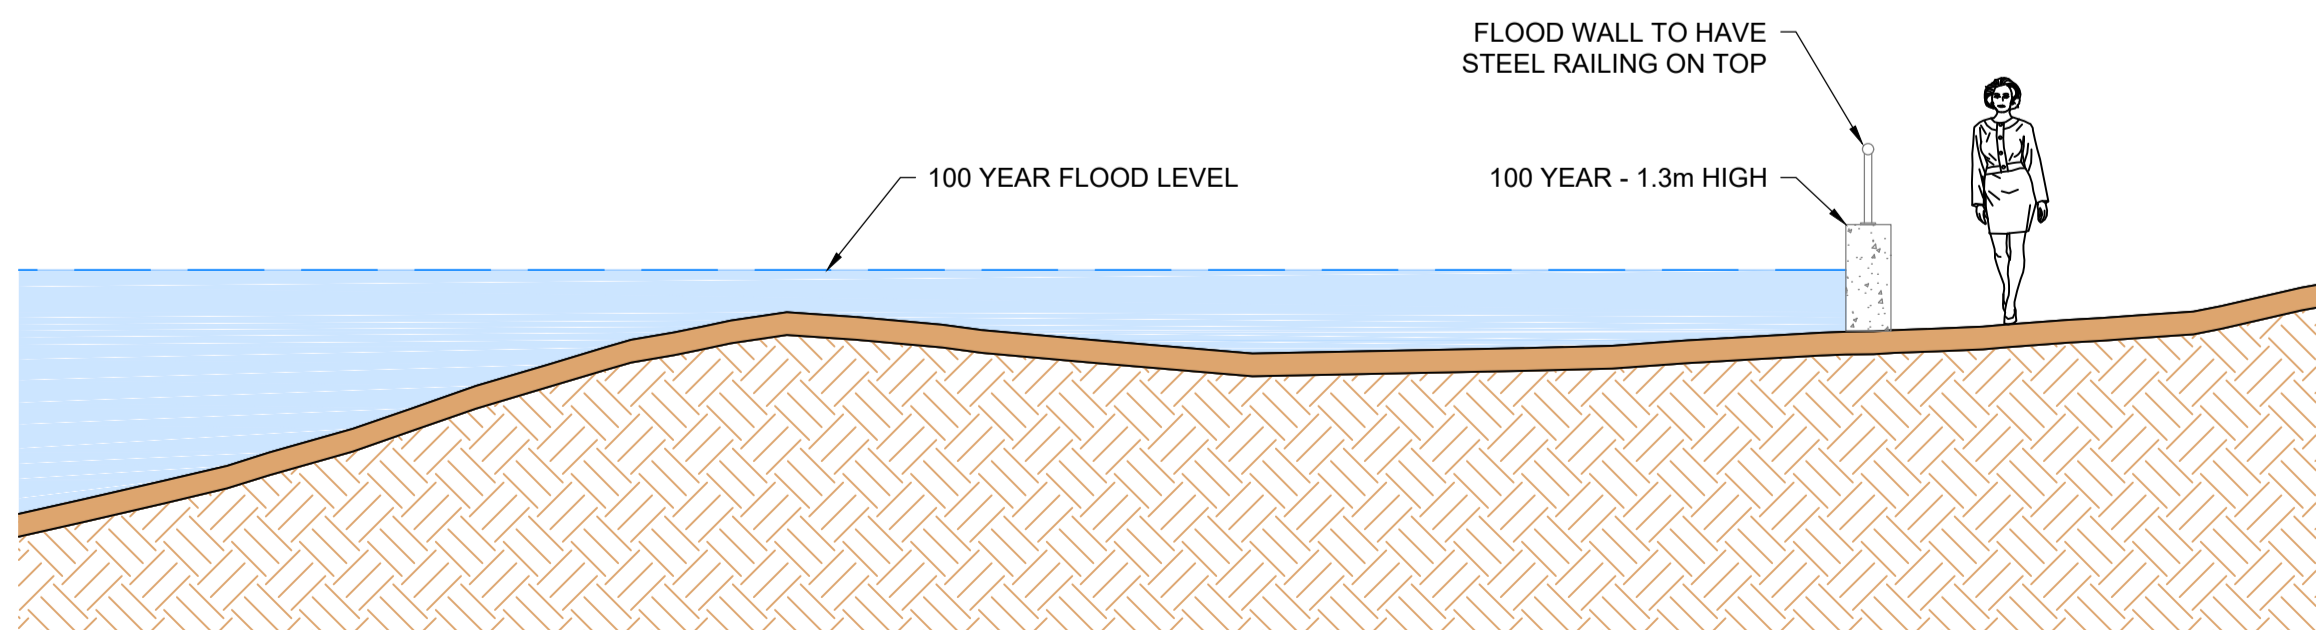 FLOOD WALL TO HAVE
STEEL RAILING ON TOP
100 YEAR FLOOD LEVEL
100 YEAR - 1.3m HIGH